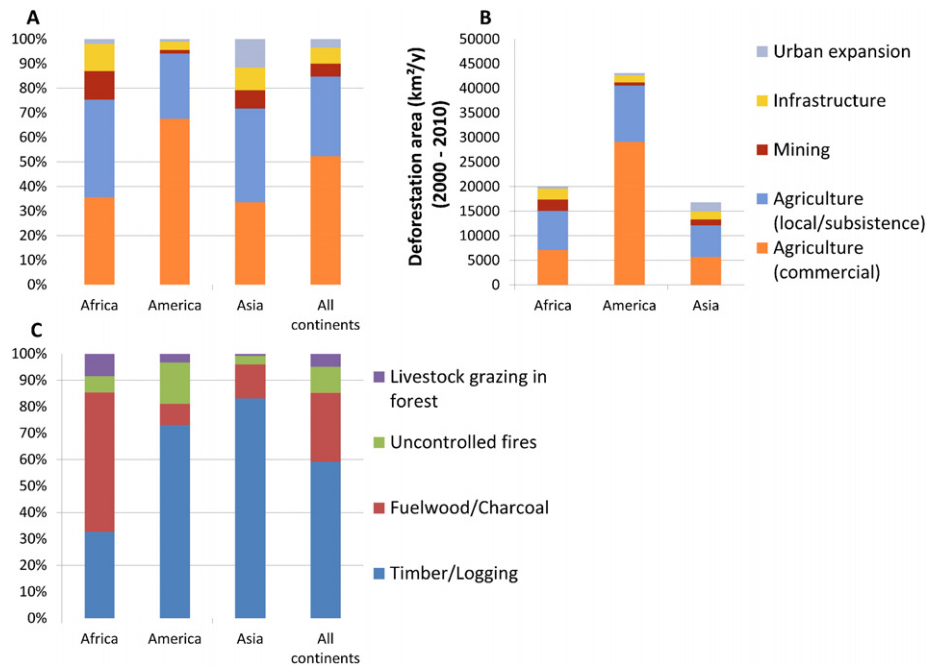 A
100%
90%
80%
70%
60%
50%
40%
30%
20%
10%
0%
Africa
America
Asia
All
continents
B
Deforestation area (km²/y)
(2000 - 2010)
50000
45000
40000
35000
30000
25000
20000
15000
10000
5000
0
Africa
America
Asia
Urban expansion
Infrastructure
Mining
Agriculture
(local/subsistence)
Agriculture
(commercial)
C
100%
90%
80%
70%
60%
50%
40%
30%
20%
10%
0%
Africa
America
Asia
All
continents
Livestock grazing in
forest
Uncontrolled fires
Fuelwood/Charcoal
Timber/Logging